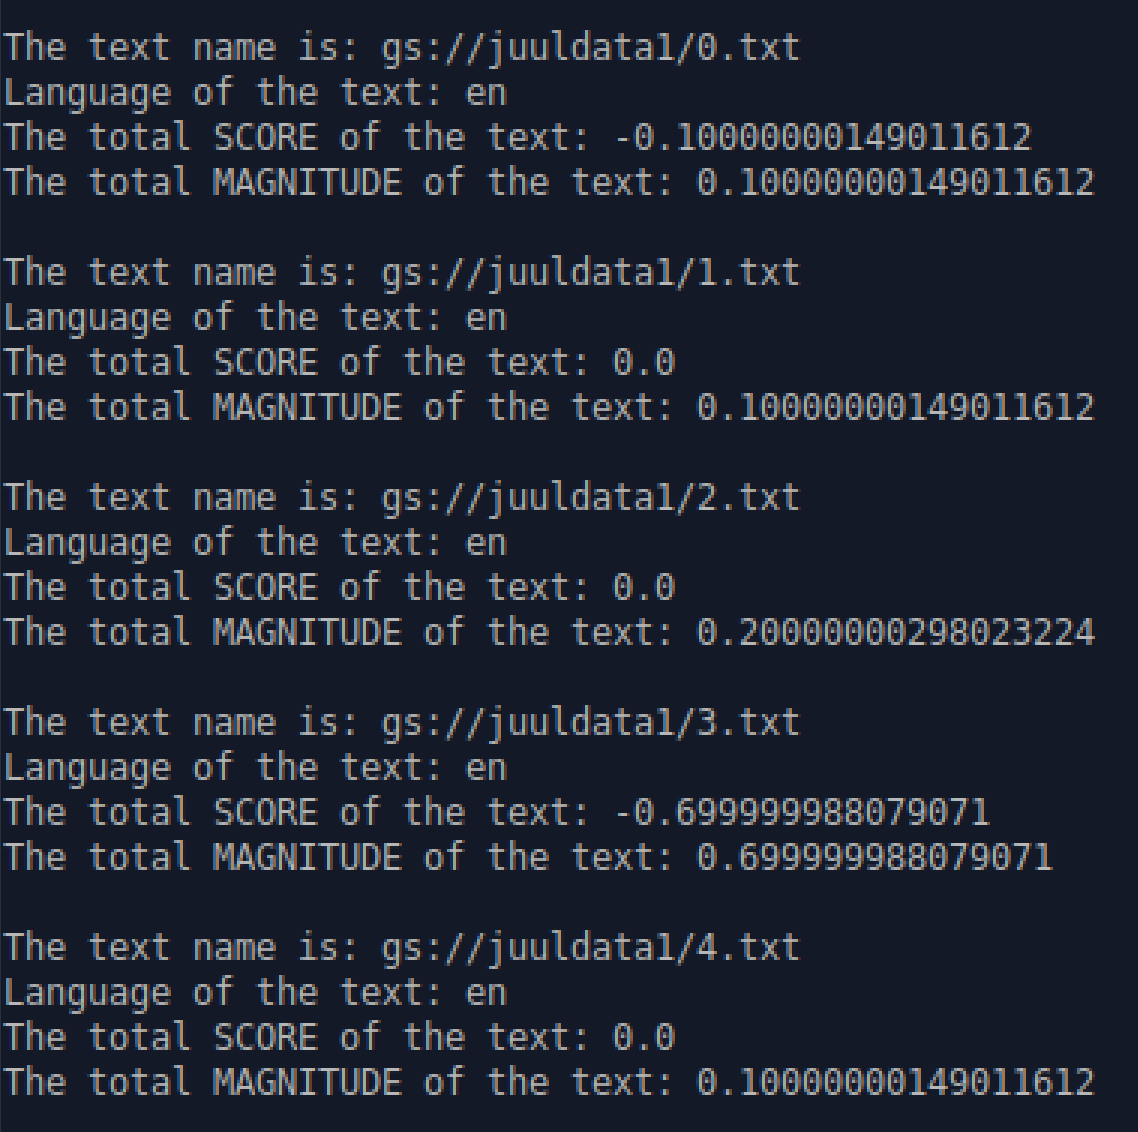 The text name is: gs://juuldata1/0.txt
Language of the text: en
The total SCORE of the text: -0.10000000149011612
The total MAGNITUDE of the text: 0.10000000149011612
The text name is: gs://juuldata1/1.txt
Language of the text: en
The total SCORE of the text: 0.0
The total MAGNITUDE of the text: 0.10000000149011612
The text name is: gs://juuldata1/2.txt
Language of the text: en
The total SCORE of the text: 0.0
The total MAGNITUDE of the text: 0.20000000298023224
The text name is: gs://juuldata1/3.txt
Language of the text: en
The total SCORE of the text: -0.699999988079071
The total MAGNITUDE of the text: 0.699999988079071
The text name is: gs://juuldata1/4.txt
Language of the text: en
The total SCORE of the text: 0.0
The total MAGNITUDE of the text: 0.10000000149011612